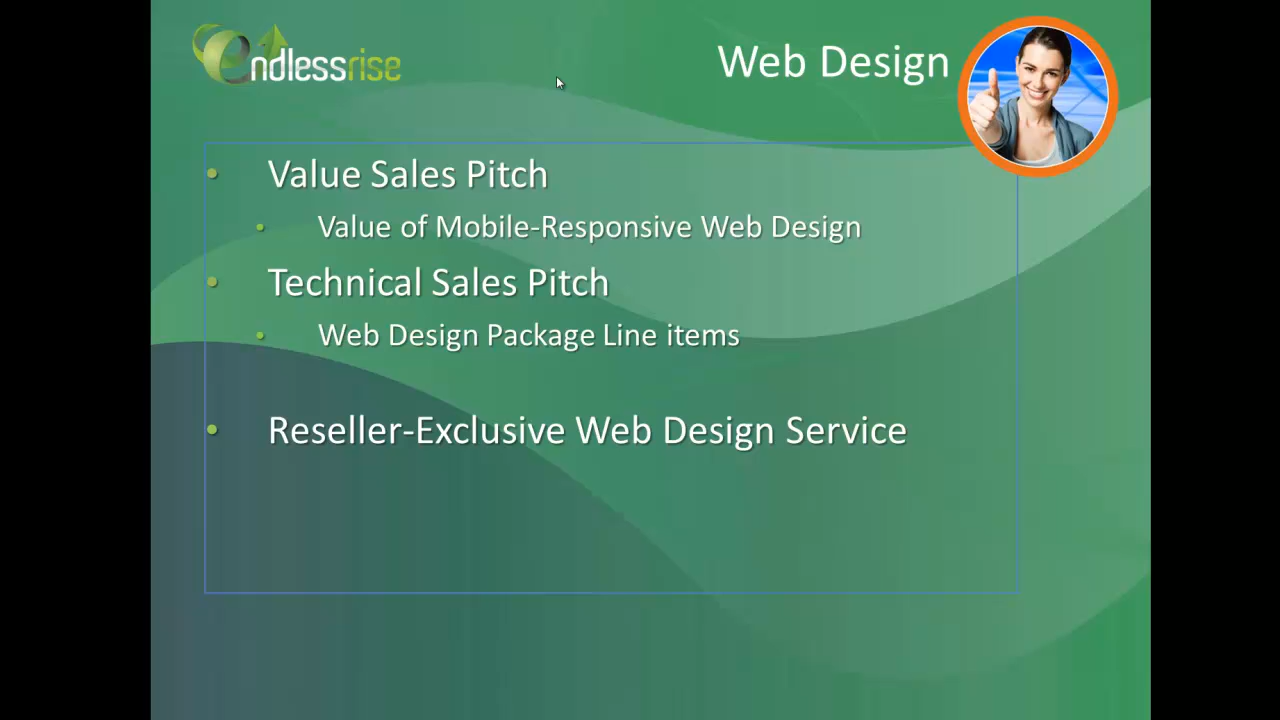 endlessrise
Web Design
• Value Sales Pitch
• Value of Mobile-Responsive Web Design
• Technical Sales Pitch
• Web Design Package Line items
• Reseller-Exclusive Web Design Service